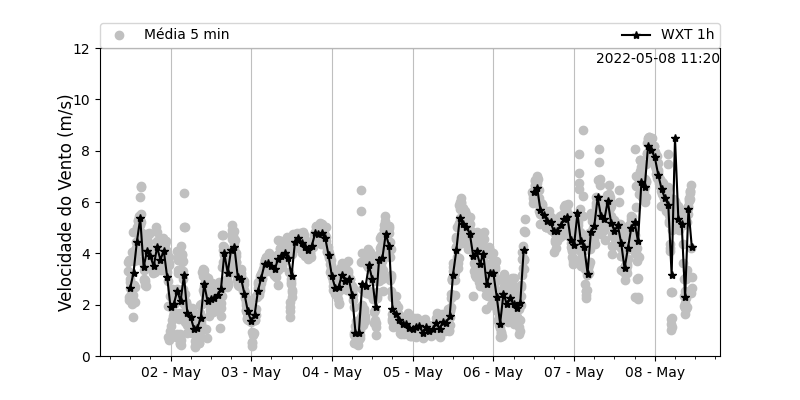 Média 5 min
WXT 1h
2022-05-08 11:20
Velocidade do Vento (m/s)
12
10
8
6
4
2
0
02 - May
03 - May
04 - May
05 - May
06 - May
07 - May
08 - May